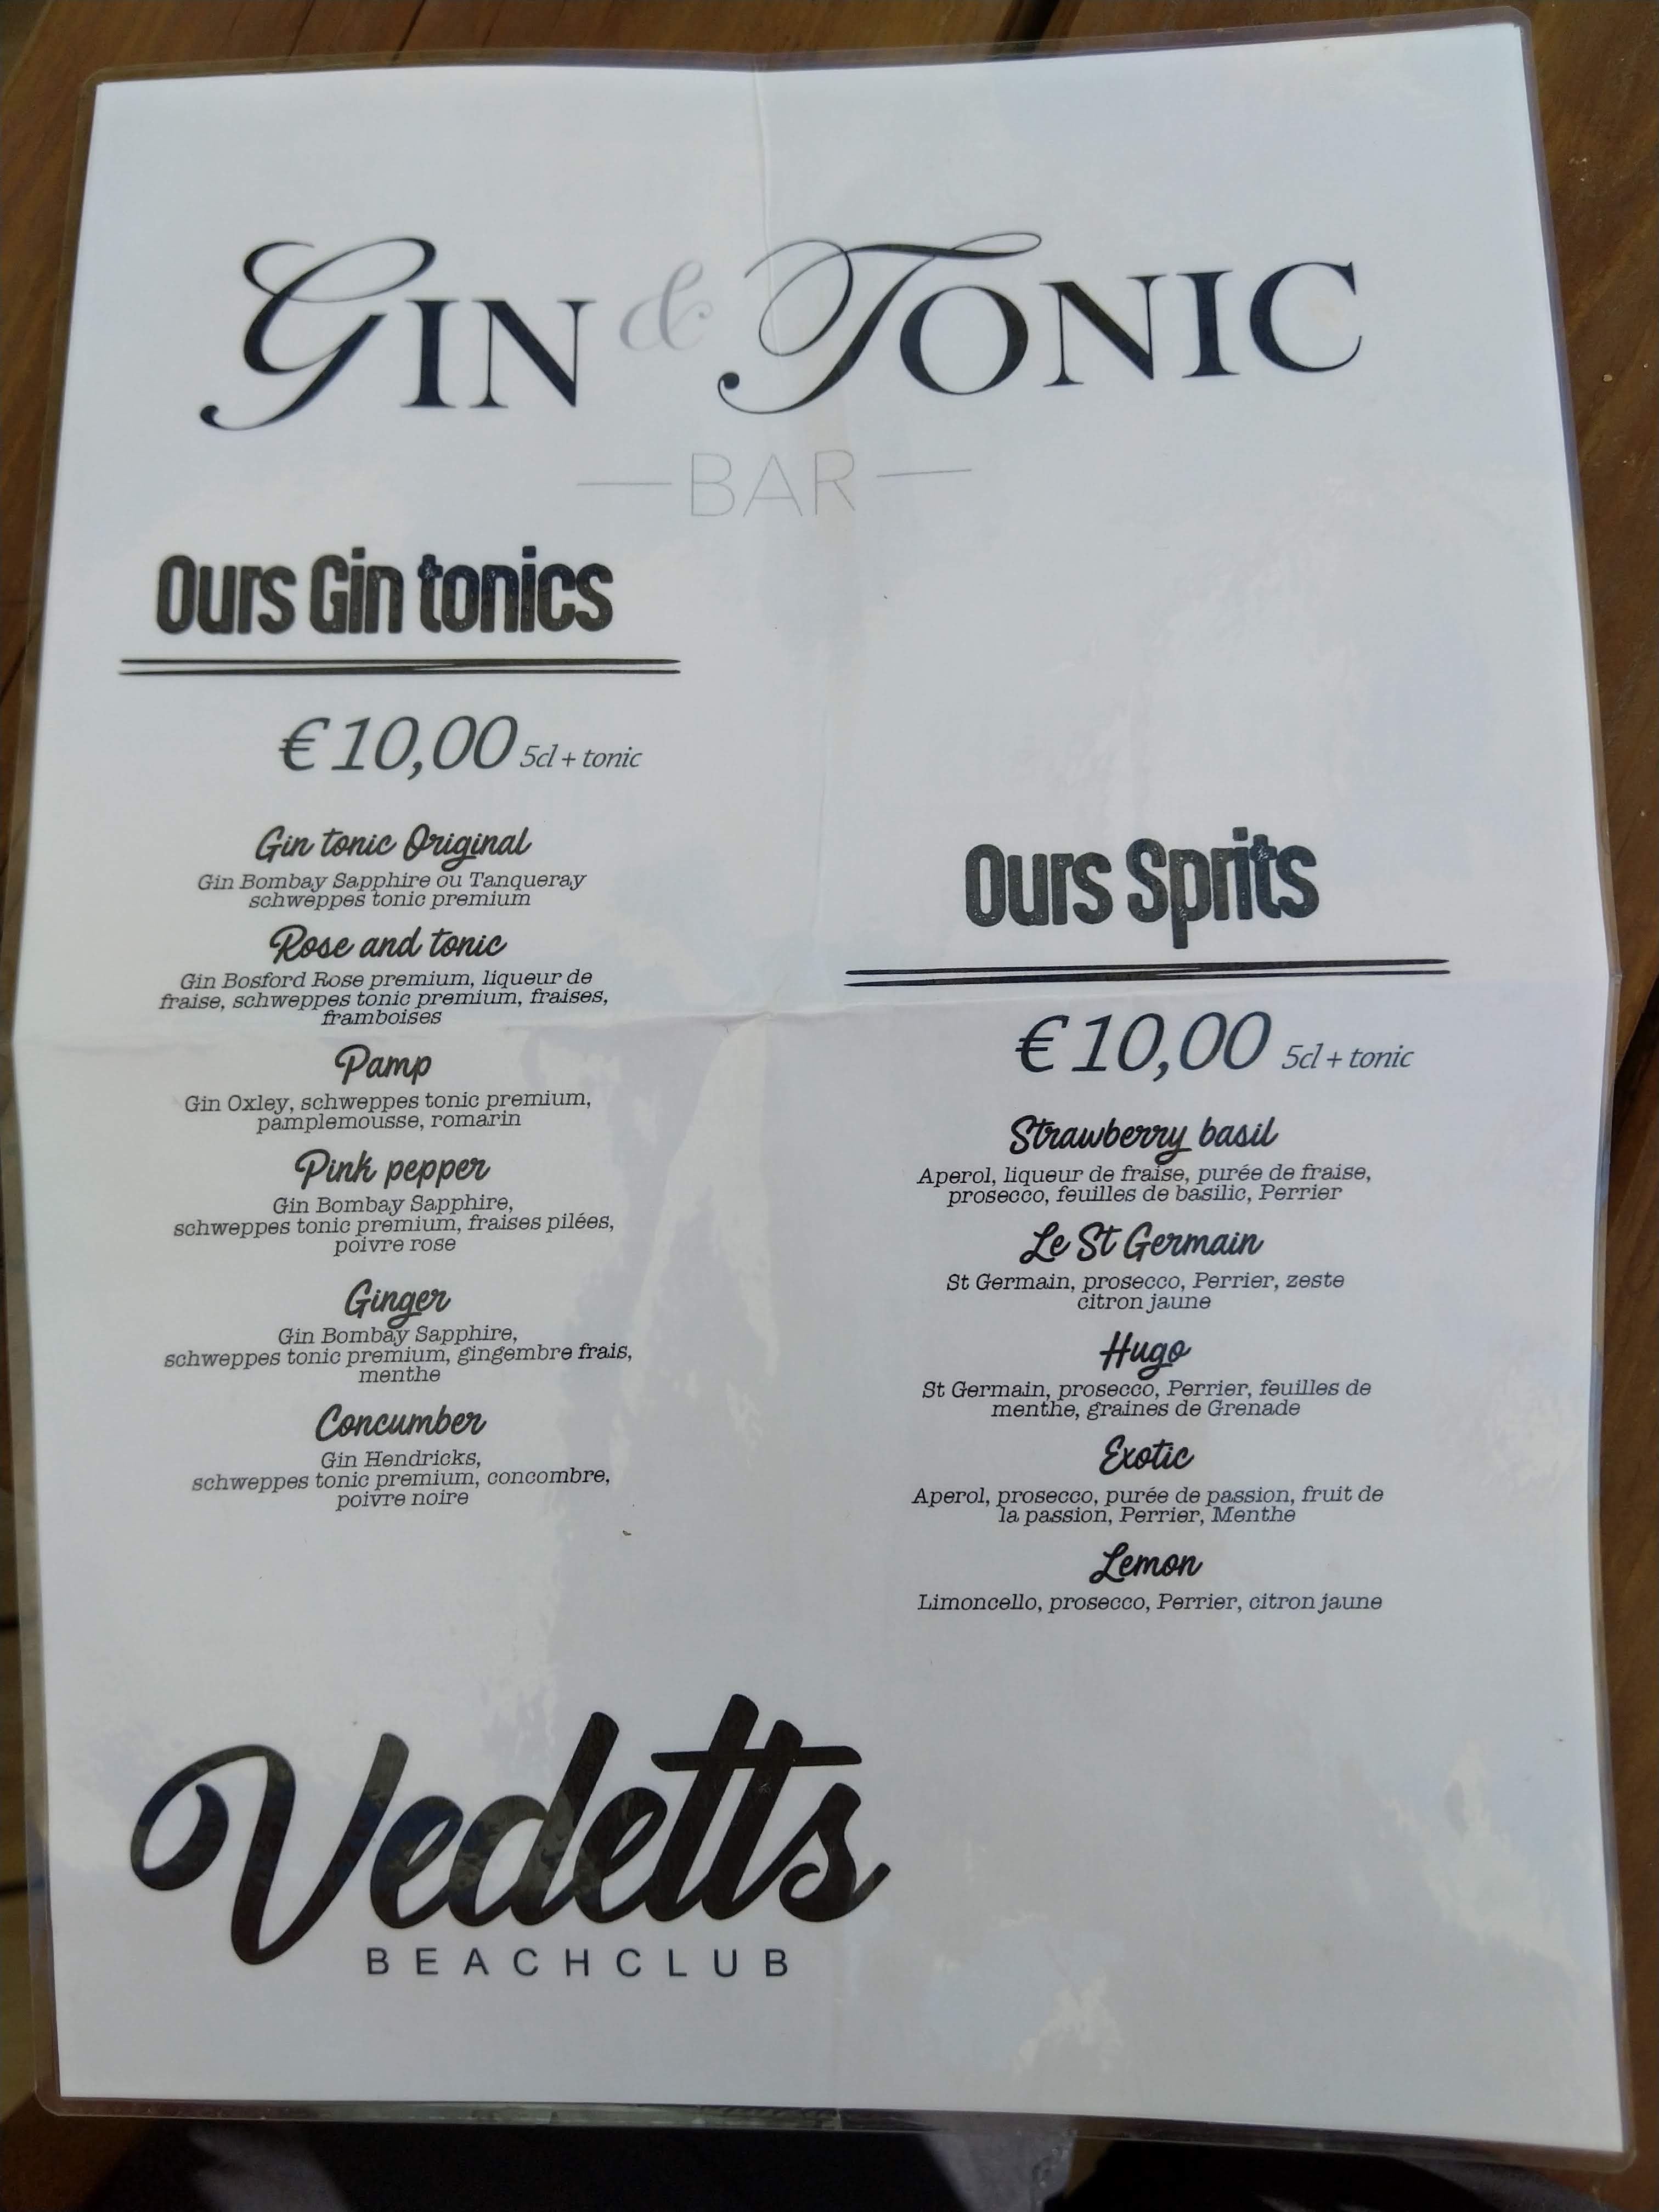 Gin & Tonic
BAR
Ours Gin tonics
€ 10,00 5cl + tonic
Gin tonic Original
Gin Bombay Sapphire ou Tanqueray
schweppes tonic premium
Rose and tonic
Gin Bosford Rose premium, liqueur de
fraise, schweppes tonic premium, fraises,
framboises
Pamp
Gin Oxley, schweppes tonic premium,
pamplemousse, romarin
Pink pepper
Gin Bombay Sapphire,
schweppes tonic premium, fraises pilées,
poivre rose
Ginger
Gin Bombay Sapphire,
schweppes tonic premium, gingembre frais,
menthe
Concumber
Gin Hendricks,
schweppes tonic premium, concombre,
poivre noire
Ours Sprits
€ 10,00 5cl + tonic
Strawberry basil
Aperol, liqueur de fraise, purée de fraise,
prosecco, feuilles de basilic, Perrier
Le St Germain
St Germain, prosecco, Perrier, zeste
citron jaune
Hugo
St Germain, prosecco, Perrier, feuilles de
menthe, graines de Grenade
Exotic
Aperol, prosecco, purée de passion, fruit de
la passion, Perrier, Menthe
Lemon
Limoncello, prosecco, Perrier, citron jaune
Vedetts
BEACHCLUB